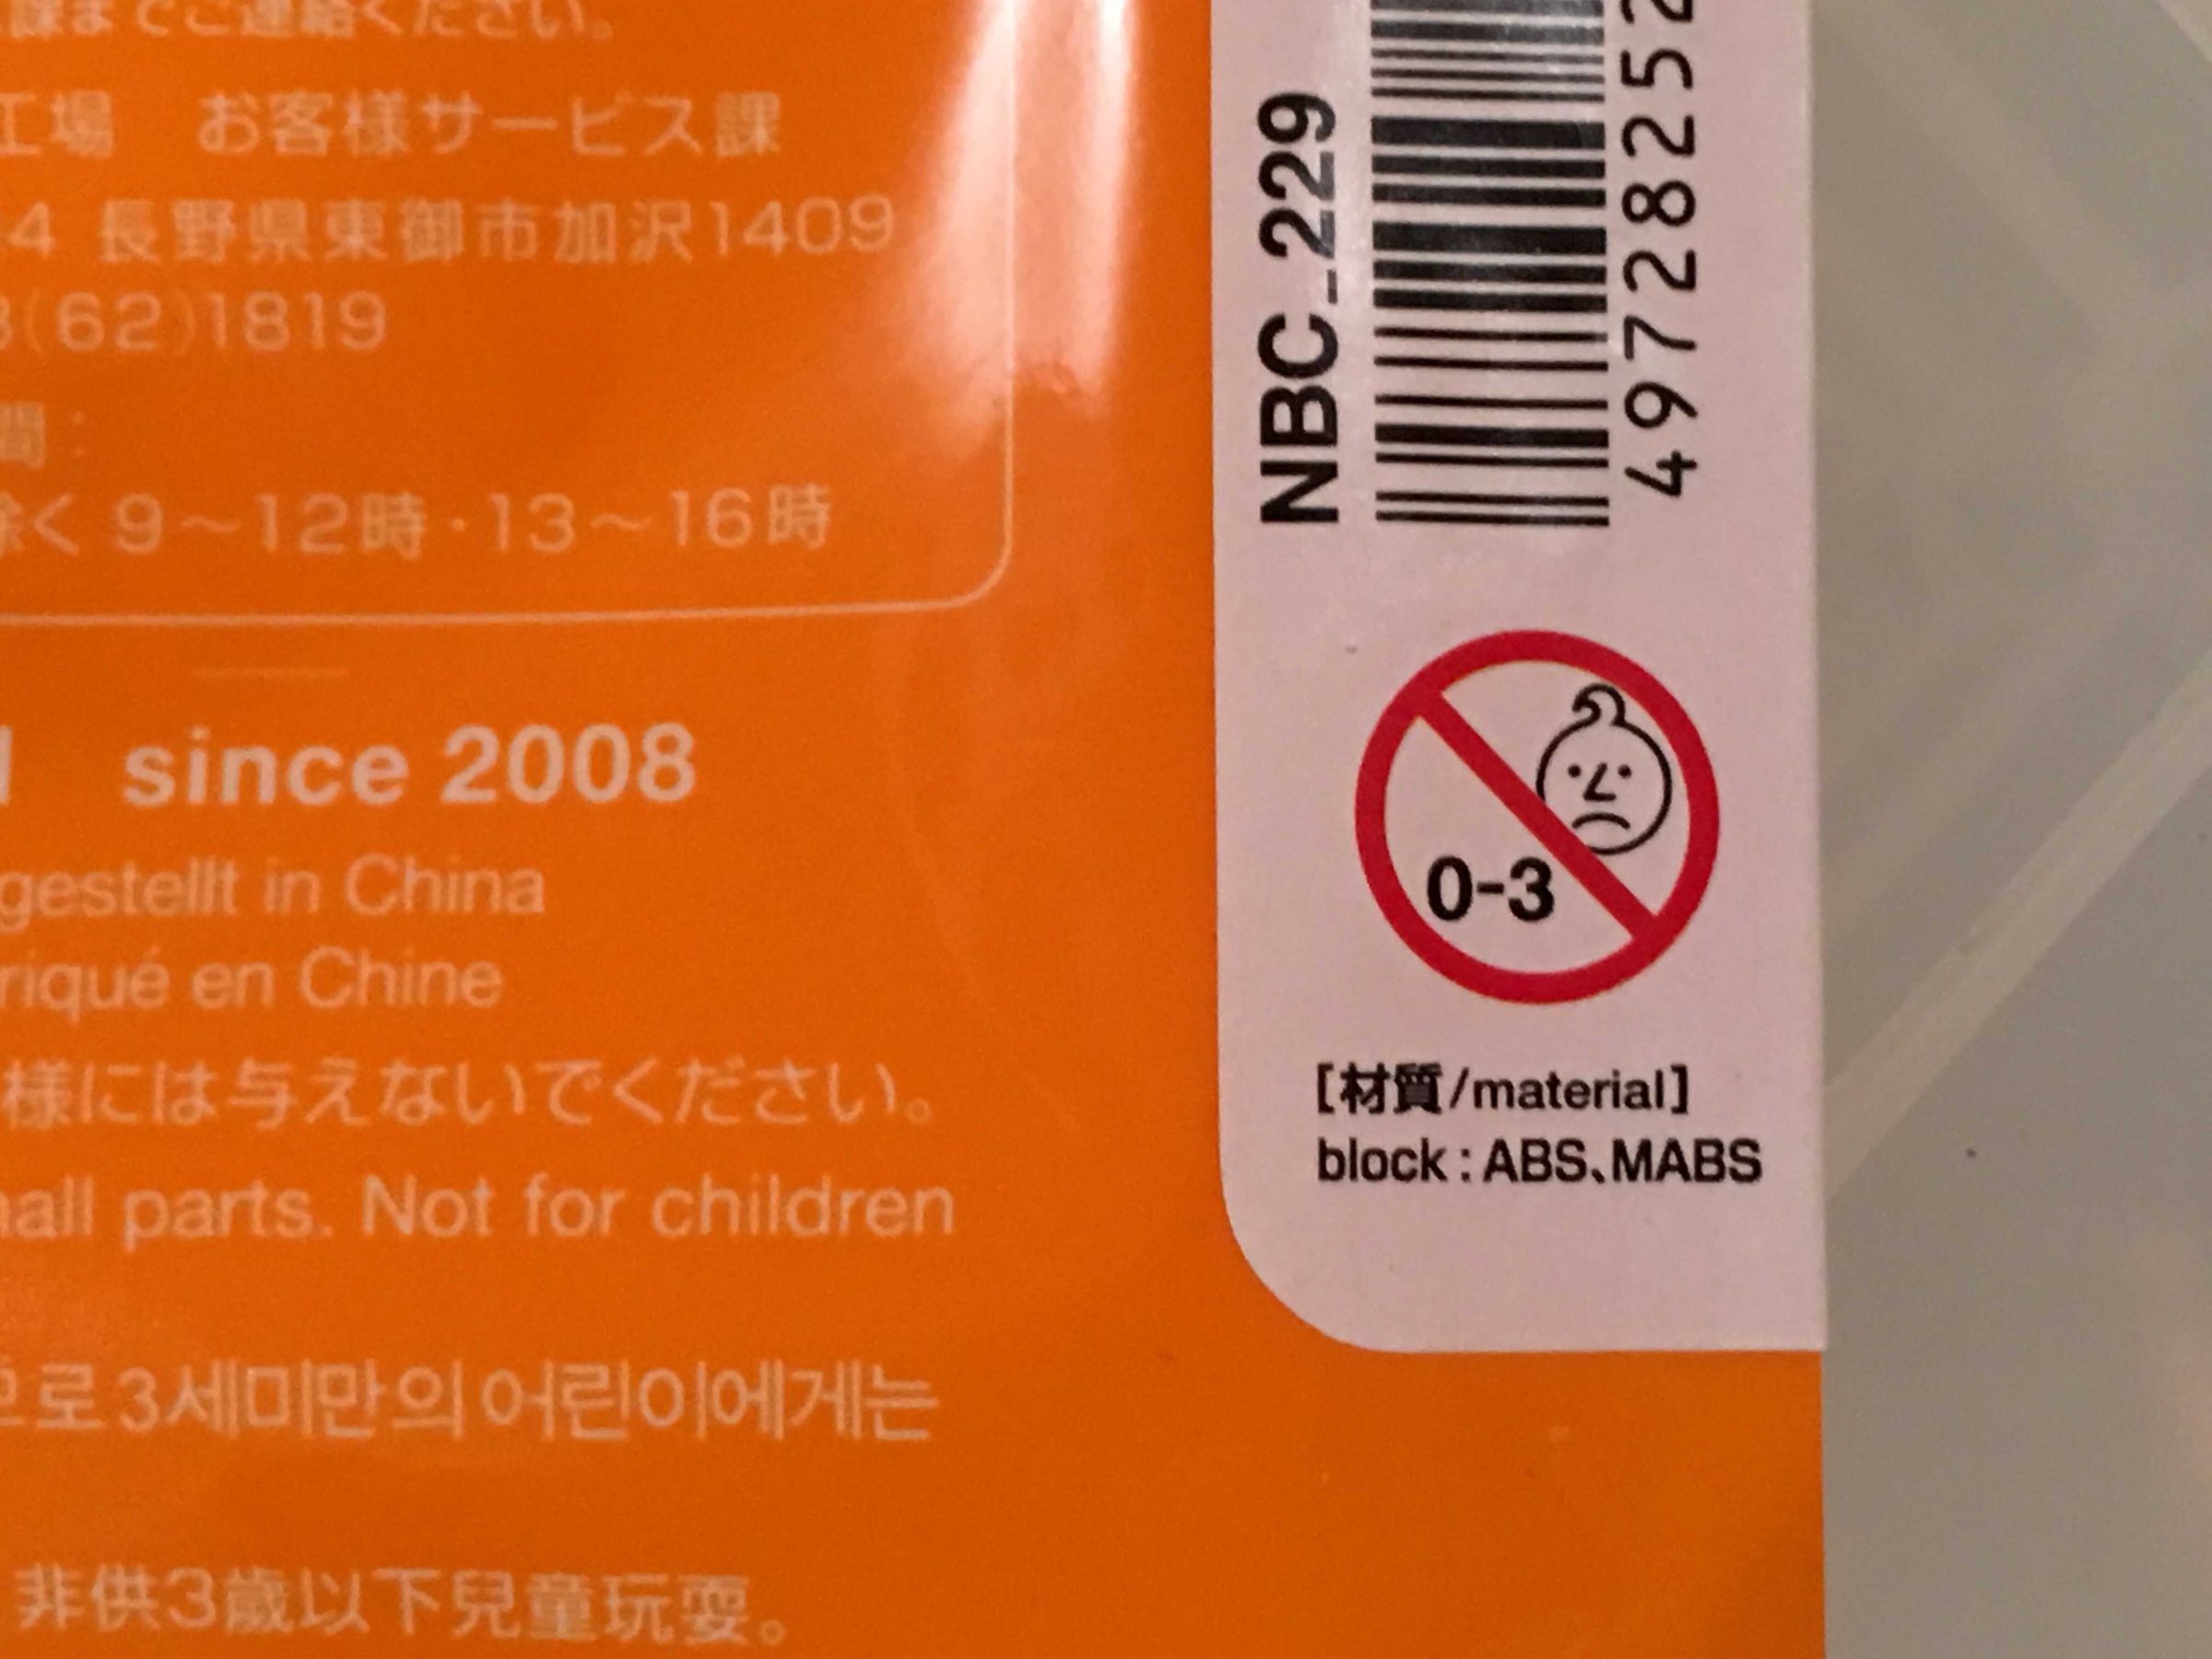 課までご連絡ください。
工場 お客様サービス課
4 長野県東御市加沢1409
(62)1819
間:
除く 9〜12時・13〜16時
since 2008
gestellt in China
riqué en Chine
様には与えないでください。
parts. Not for children
로 3세미만의 어린이에게는
非供3歲以下兒童玩耍。
NBC_229
49728252
0-3
[材質/material]
block:ABS、MABS